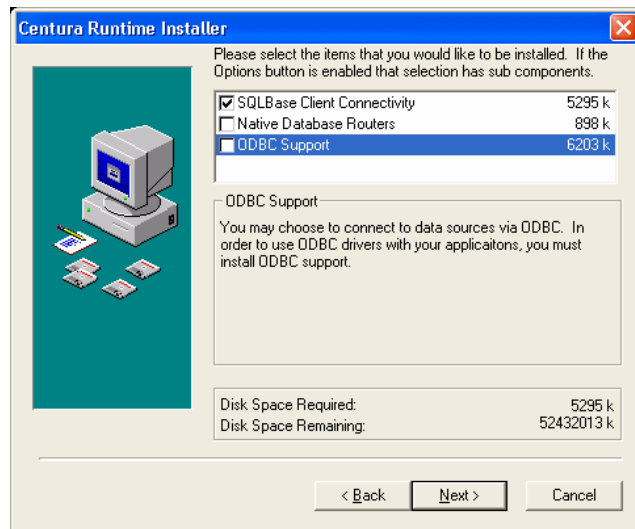 Centura Runtime Installer
Please select the items that you would like to be installed. If the
Options button is enabled that selection has sub components.
SQLBase Client Connectivity 5295 k
Native Database Routers 898 k
ODBC Support 6203 k
ODBC Support
You may choose to connect to data sources via ODBC. In
order to use ODBC drivers with your applicaitons, you must
install ODBC support.
Disk Space Required: 5295 k
Disk Space Remaining: 52432013 k
< Back Next > Cancel